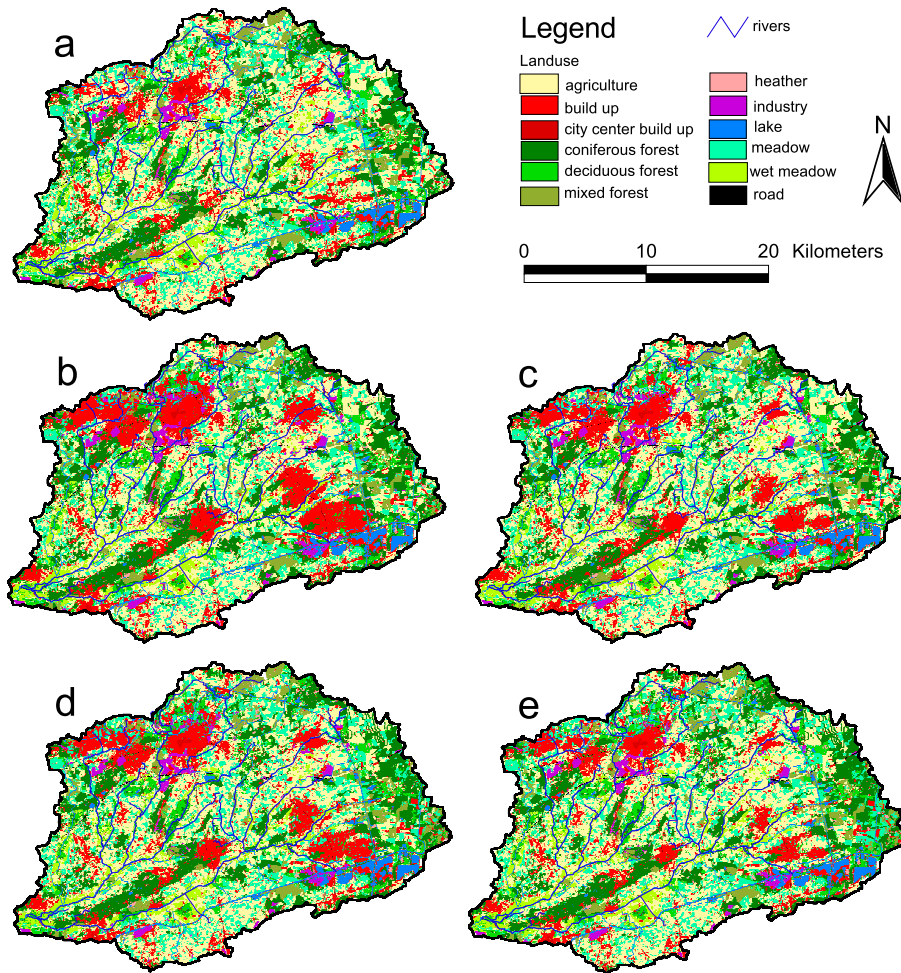 a
Legend
rivers
Landuse
agriculture
build up
city center build up
coniferous forest
deciduous forest
mixed forest
heather
industry
lake
meadow
wet meadow
road
N
0 10 20 Kilometers
b
c
d
e